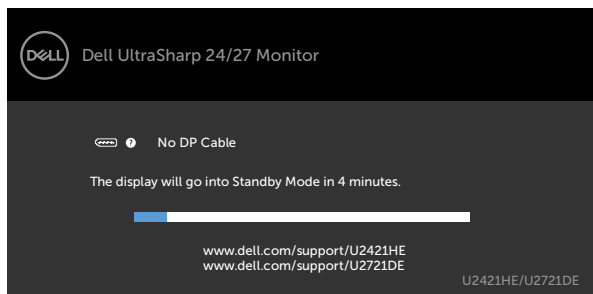 DELL
Dell UltraSharp 24/27 Monitor
? No DP Cable
The display will go into Standby Mode in 4 minutes.
www.dell.com/support/U2421HE
www.dell.com/support/U2721DE
U2421HE/U2721DE